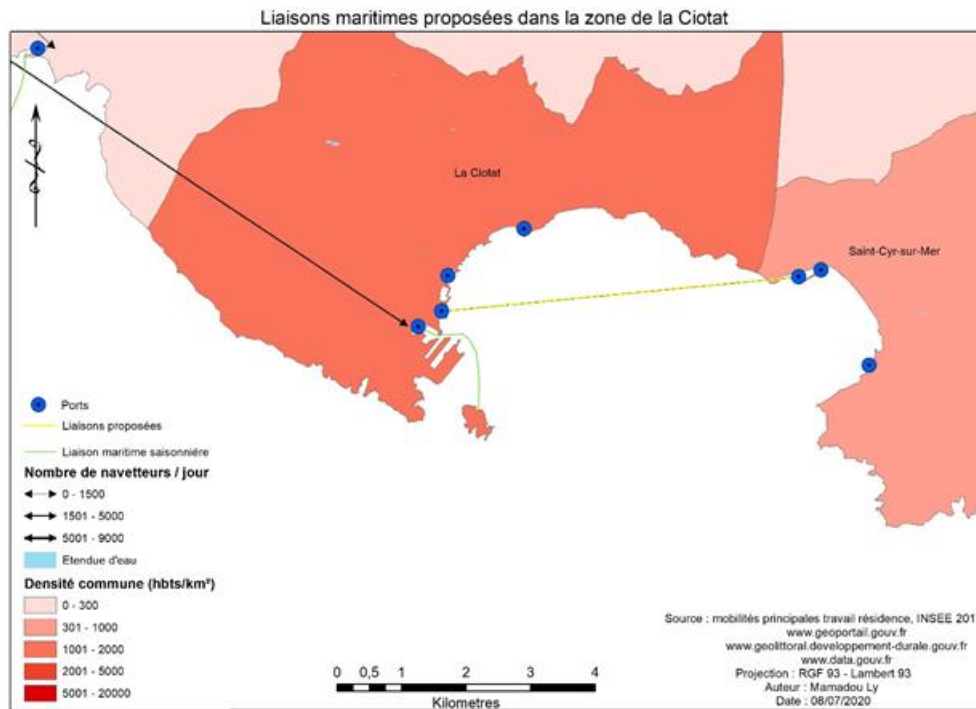 Liaisons maritimes proposées dans la zone de la Ciotat
La Ciotat
Saint-Cyr-sur-Mer
Ports
Liaisons proposées
Liaison maritime saisonnière
Nombre de navetteurs / jour
0 - 1500
1501 - 5000
5001 - 9000
Etendue d'eau
Densité commune (hbts/km²)
0 - 300
301 - 1000
1001 - 2000
2001 - 5000
5001 - 20000
0 0,5 1 2 3 4
Kilometres
Source : mobilités principales travail résidence, INSEE 201
www.geoportail.gouv.fr
www.geolittoral.developpement-durale.gouv.fr
www.data.gouv.fr
Projection : RGF 93 - Lambert 93
Auteur : Mamadou Ly
Date : 08/07/2020